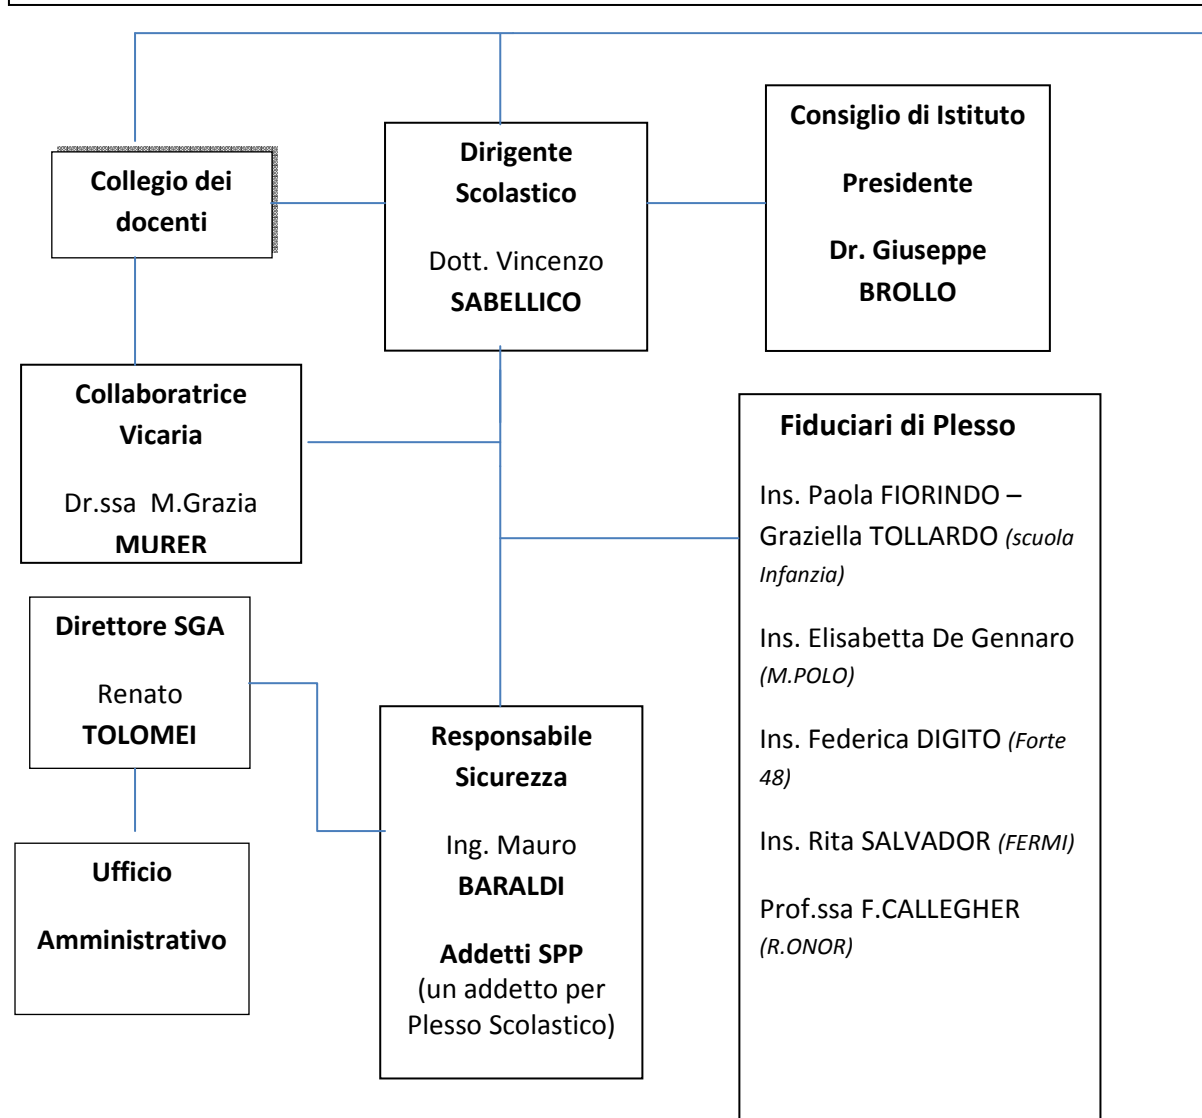 Collegio dei
docenti
Dirigente
Scolastico
Dott. Vincenzo
SABELLICO
Consiglio di Istituto
Presidente
Dr. Giuseppe
BROLLO
Collaboratrice
Vicaria
Dr.ssa M.Grazia
MURER
Fiduciari di Plesso
Ins. Paola FIORINDO –
Graziella TOLLARDO (scuola
Infanzia)
Ins. Elisabetta De Gennaro
(M.POLO)
Ins. Federica DIGITO (Forte
48)
Ins. Rita SALVADOR (FERMI)
Prof.ssa F.CALLEGHER
(R.ONOR)
Direttore SGA
Renato
TOLOMEI
Responsabile
Sicurezza
Ing. Mauro
BARALDI
Addetti SPP
(un addetto per
Plesso Scolastico)
Ufficio
Amministrativo